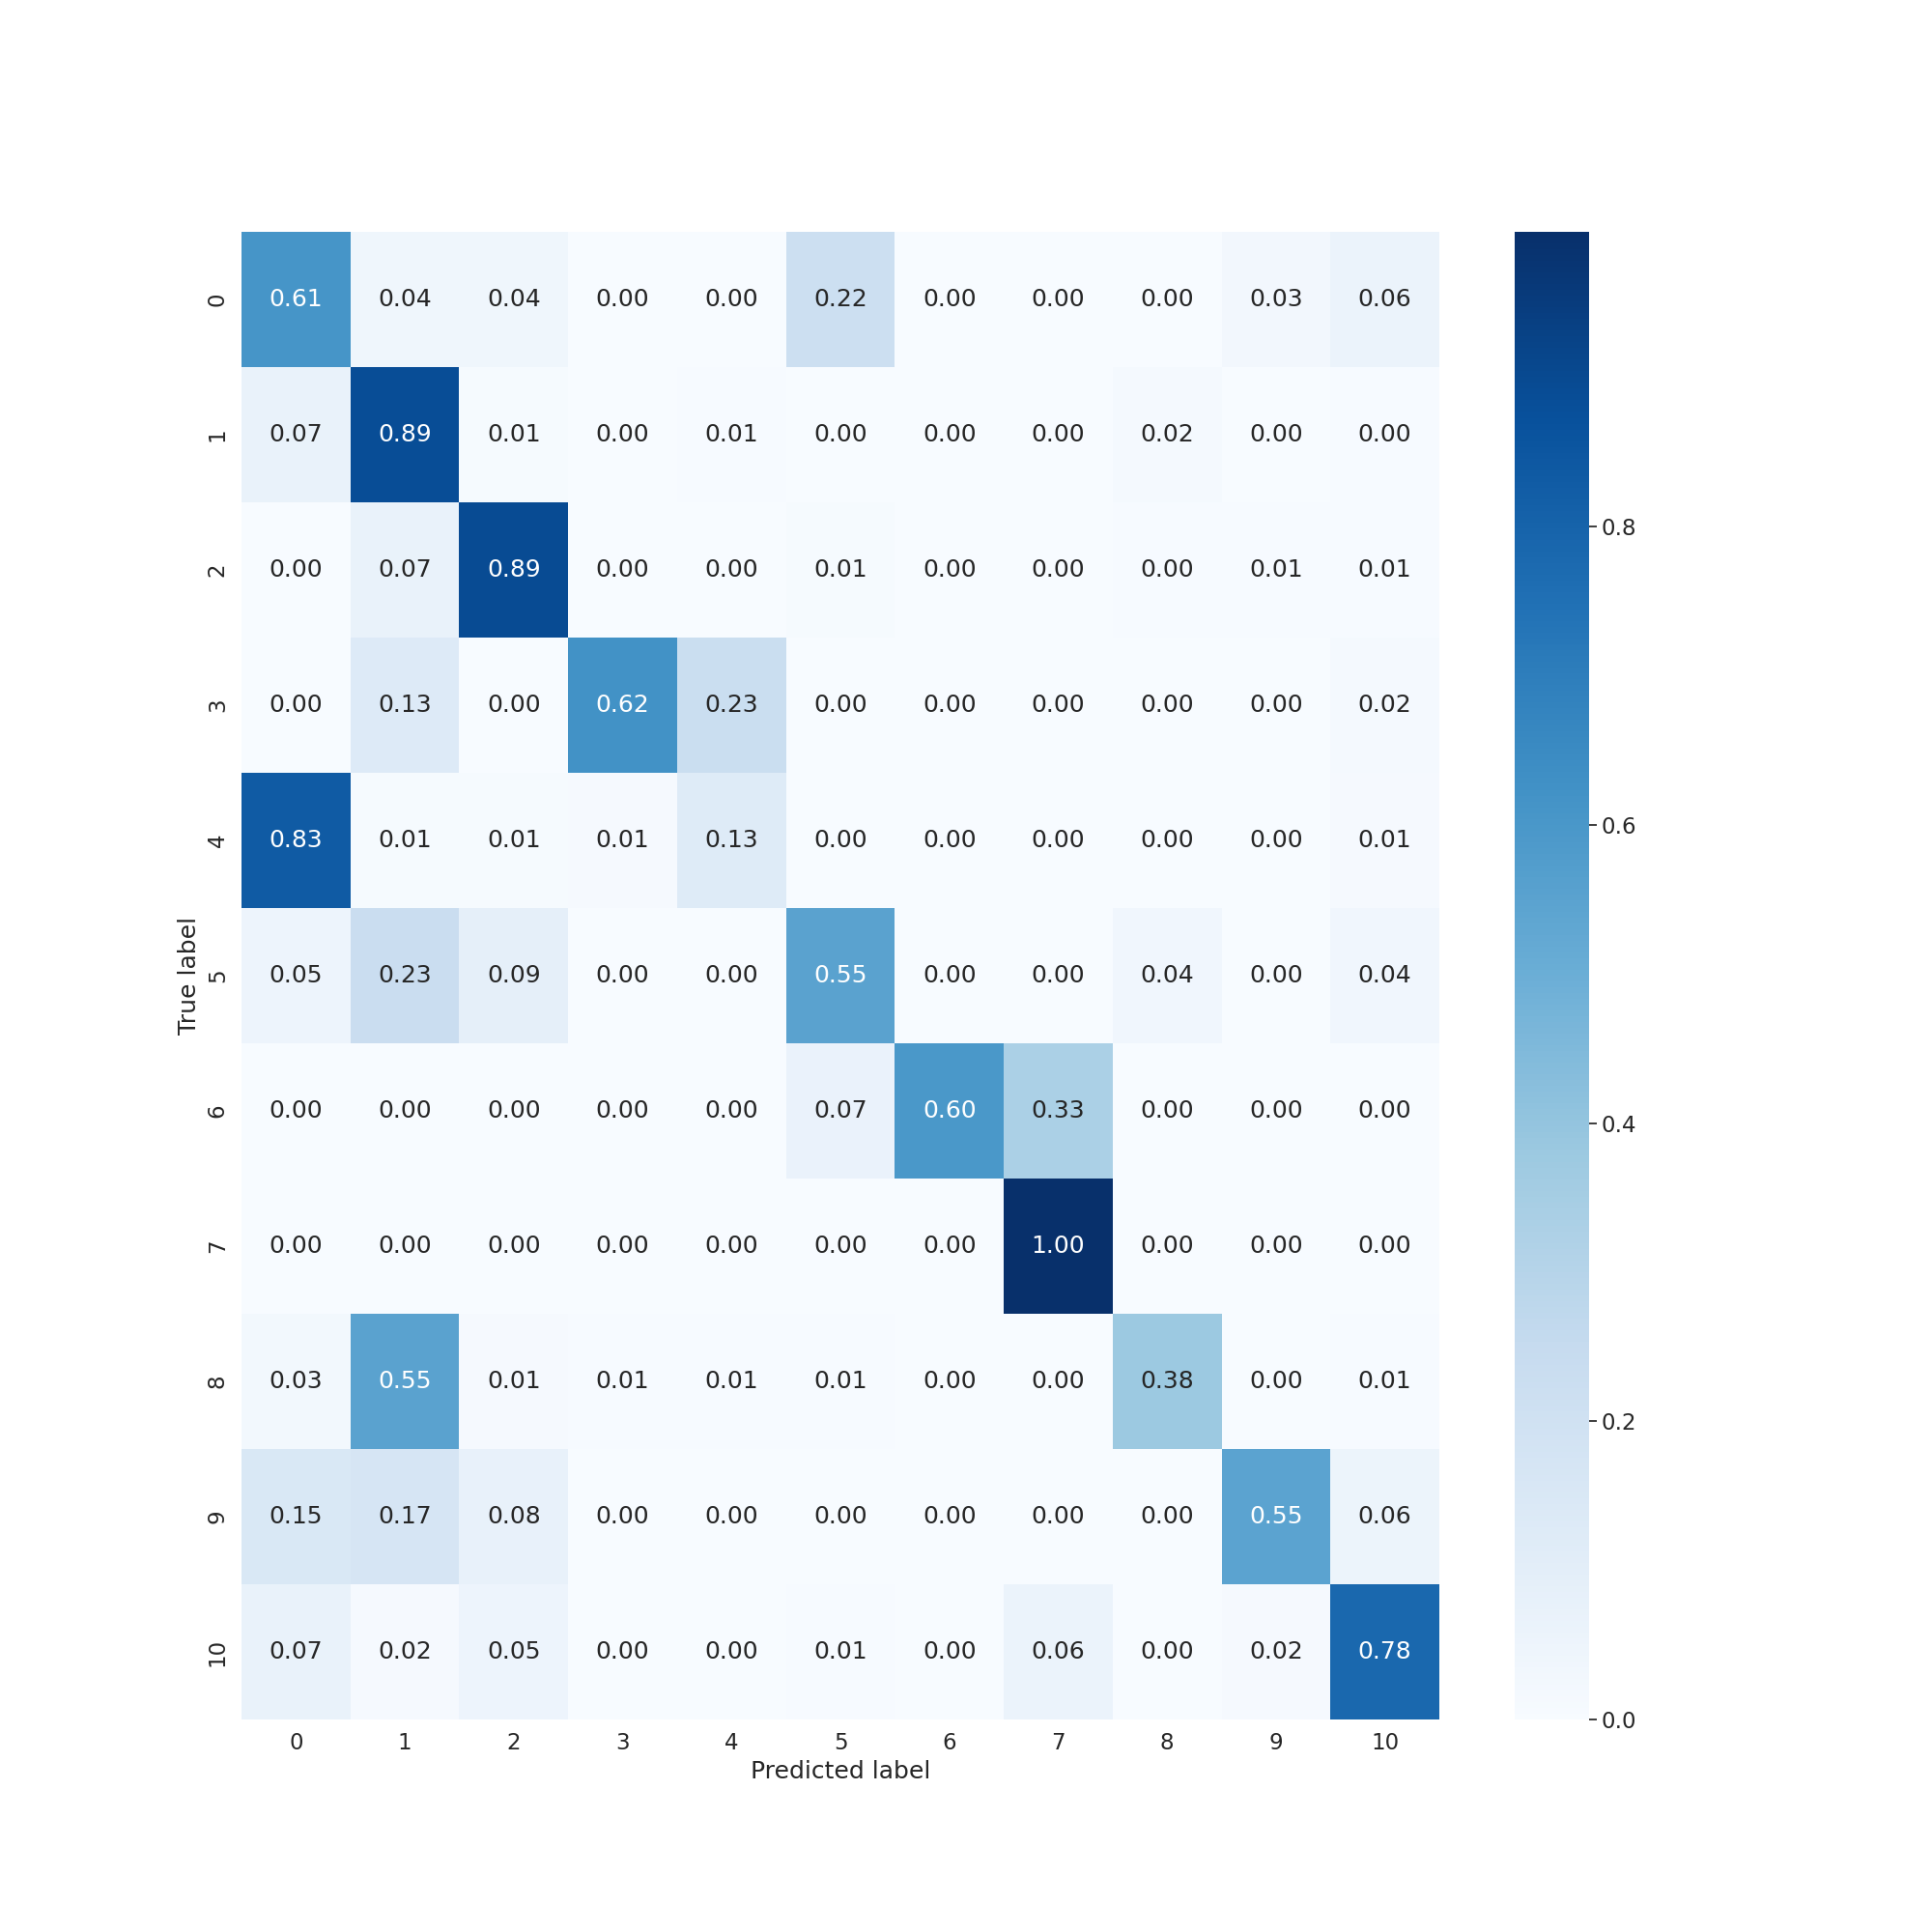 0 0.61 0.04 0.04 0.00 0.00 0.22 0.00 0.00 0.00 0.03 0.06
1 0.07 0.89 0.01 0.00 0.01 0.00 0.00 0.00 0.02 0.00 0.00
0.8
2 0.00 0.07 0.89 0.00 0.00 0.01 0.00 0.00 0.00 0.01 0.01
3 0.00 0.13 0.00 0.62 0.23 0.00 0.00 0.00 0.00 0.00 0.02
0.6
4 0.83 0.01 0.01 0.01 0.13 0.00 0.00 0.00 0.00 0.00 0.01
True label
5 0.05 0.23 0.09 0.00 0.00 0.55 0.00 0.00 0.04 0.00 0.04
6 0.00 0.00 0.00 0.00 0.00 0.07 0.60 0.33 0.00 0.00 0.00
0.4
7 0.00 0.00 0.00 0.00 0.00 0.00 0.00 1.00 0.00 0.00 0.00
8 0.03 0.55 0.01 0.01 0.01 0.01 0.00 0.00 0.38 0.00 0.01
0.2
9 0.15 0.17 0.08 0.00 0.00 0.00 0.00 0.00 0.00 0.55 0.06
10 0.07 0.02 0.05 0.00 0.00 0.01 0.00 0.06 0.00 0.02 0.78
0.0
0 1 2 3 4 5 6 7 8 9 10
Predicted label